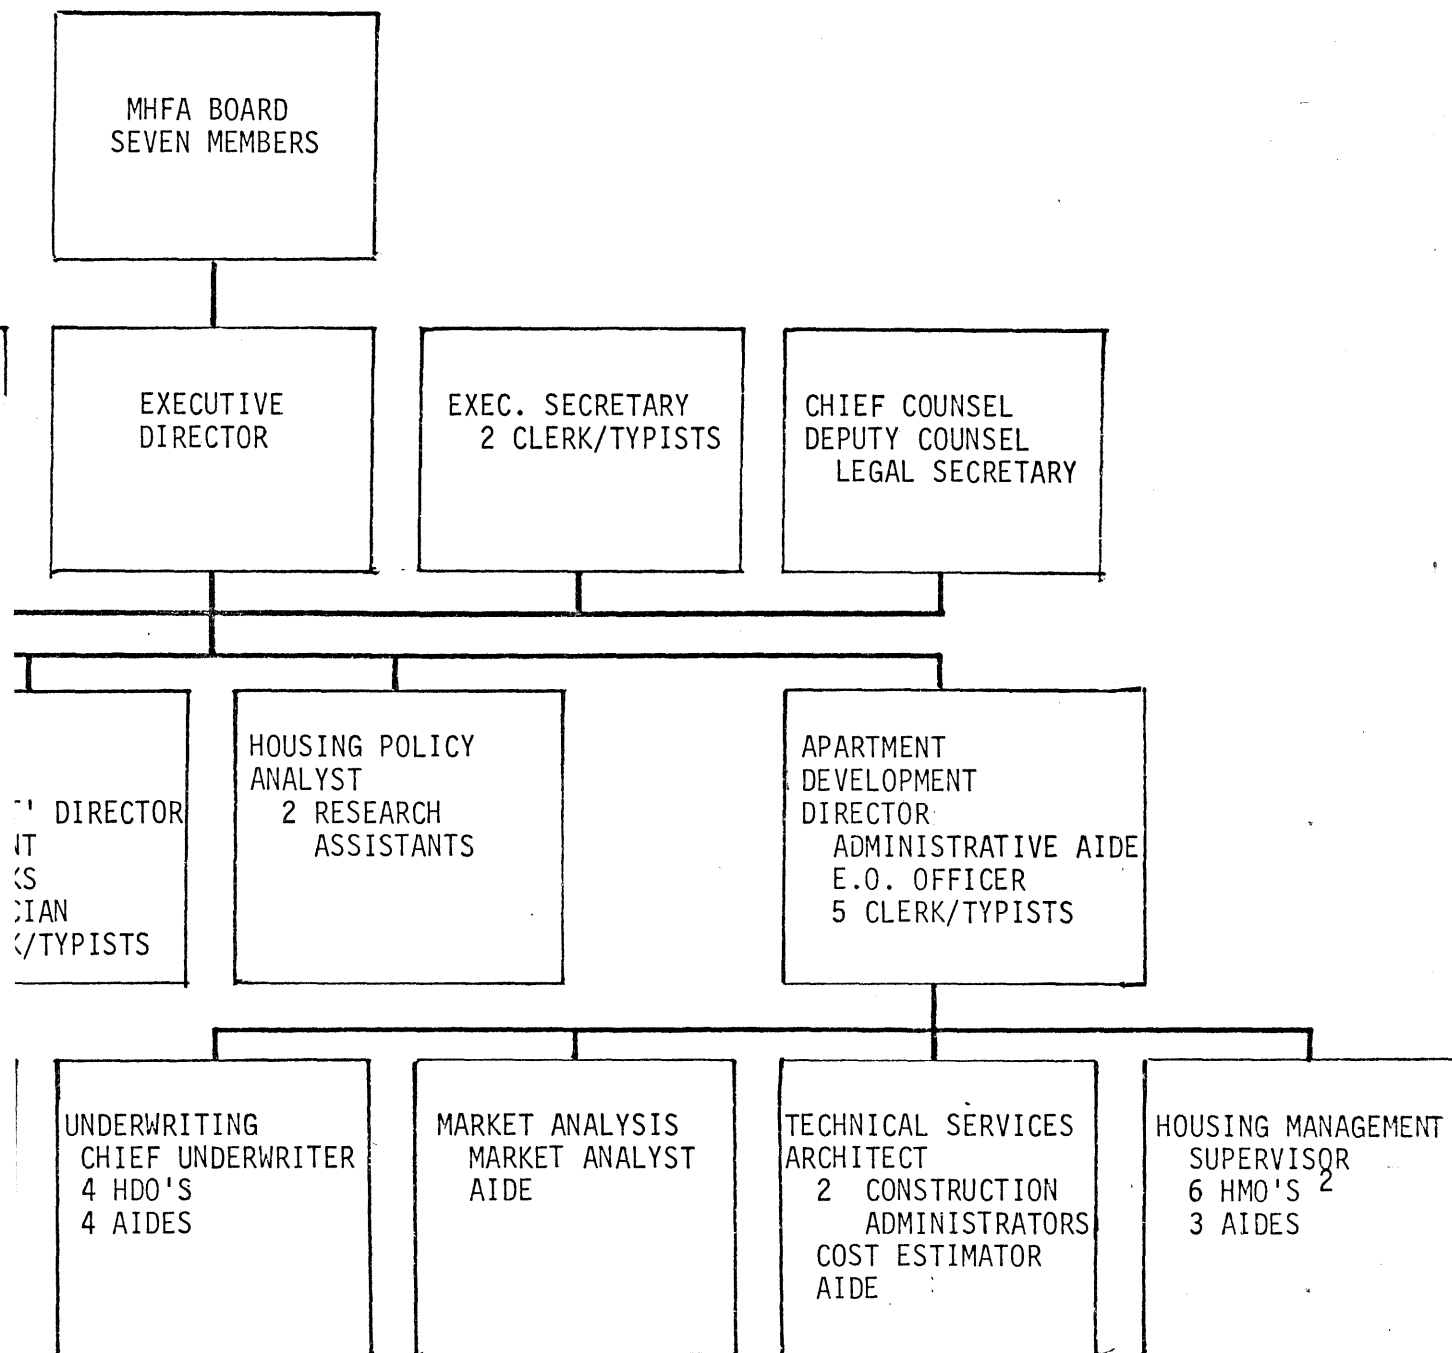 MHFA BOARD
SEVEN MEMBERS
EXECUTIVE
DIRECTOR
EXEC. SECRETARY
2 CLERK/TYPISTS
CHIEF COUNSEL
DEPUTY COUNSEL
LEGAL SECRETARY
DIRECTOR
/TYPISTS
HOUSING POLICY
ANALYST
2 RESEARCH
ASSISTANTS
APARTMENT
DEVELOPMENT
DIRECTOR
ADMINISTRATIVE AIDE
E.O. OFFICER
5 CLERK/TYPISTS
UNDERWRITING
CHIEF UNDERWRITER
4 HDO'S
4 AIDES
MARKET ANALYSIS
MARKET ANALYST
AIDE
TECHNICAL SERVICES
ARCHITECT
2 CONSTRUCTION
ADMINISTRATORS
COST ESTIMATOR
AIDE
HOUSING MANAGEMENT
SUPERVISOR
6 HMO'S 2
3 AIDES